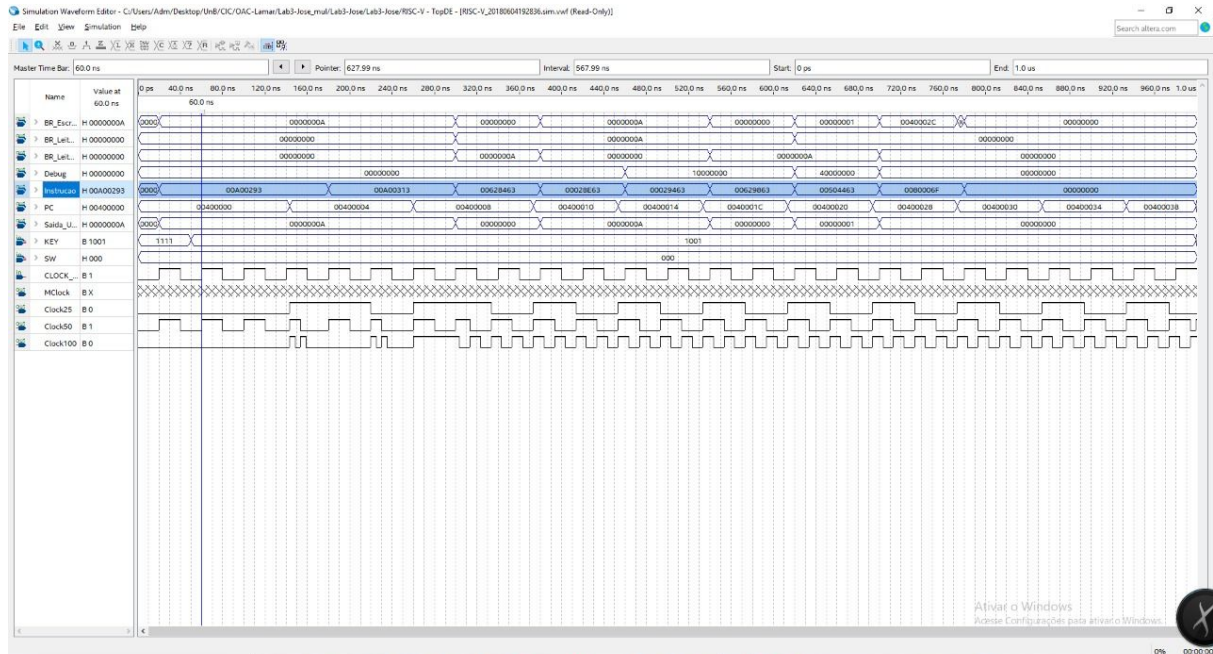 Simulation Waveform Editor - C:/Users/Adm/Desktop/UnB/CIC/OAC-Lamar/Lab3-Jose_mul/Lab3-Jose/Lab3-Jose/RISC-V - TopDE - [RISC-V_20180604192836.sim.vwf (Read-Only)]
File Edit View Simulation Help
Search altera.com
Master Time Bar: 60.0 ns Pointer: 627.99 ns Interval: 567.99 ns Start: 0 ps End: 1.0 us
Name Value at 60.0 ns
0 ps 40.0 ns 80.0 ns 120.0 ns 160.0 ns 200.0 ns 240.0 ns 280.0 ns 320.0 ns 360.0 ns 400.0 ns 440.0 ns 480.0 ns 520.0 ns 560.0 ns 600.0 ns 640.0 ns 680.0 ns 720.0 ns 760.0 ns 800.0 ns 840.0 ns 880.0 ns 920.0 ns 960.0 ns 1.0 us
60.0 ns
BR_Escr... H 0000000A 0000 0000000A 00000000 0000000A 00000000 00000001 0040002C 00000000
BR_Leit... H 00000000 00000000 0000000A 00000000
BR_Leit... H 00000000 00000000 0000000A 00000000 0000000A 00000000
Debug H 00000000 00000000 10000000 40000000 00000000
Instrucao H 00A00293 0000 00A00293 00A00313 00628463 00028E63 00029463 00629863 00504463 0080006F 00000000
PC H 00400000 00400000 00400004 00400008 00400010 00400014 0040001C 00400020 00400028 00400030 00400034 00400038
Saida_U... H 0000000A 0000 0000000A 00000000 0000000A 00000000 00000001 00000000
KEY B 1001 1111 1001
SW H 000 000
CLOCK_... B 1
MClock B X
Clock25 B 0
Clock50 B 1
Clock100 B 0
Ativar o Windows
Acesse Configurações para ativar o Windows.
0% 00:00:00